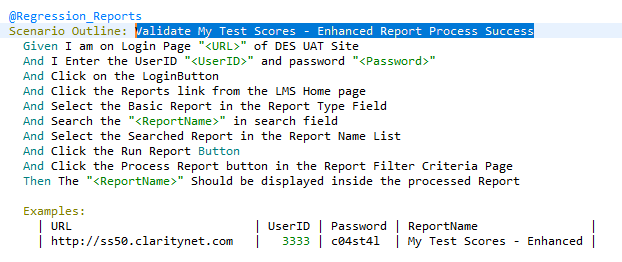 @Regression_Reports
Scenario Outline: Validate My Test Scores - Enhanced Report Process Success
Given I am on Login Page "<URL>" of DES UAT Site
And I Enter the UserID "<UserID>" and password "<Password>"
And Click on the LoginButton
And Click the Reports link from the LMS Home page
And Select the Basic Report in the Report Type Field
And Search the "<ReportName>" in search field
And Select the Searched Report in the Report Name List
And Click the Run Report Button
And Click the Process Report button in the Report Filter Criteria Page
Then The "<ReportName>" Should be displayed inside the processed Report
Examples:
| URL | UserID | Password | ReportName |
| http://ss50.claritynet.com | 3333 | c04st4l | My Test Scores - Enhanced |